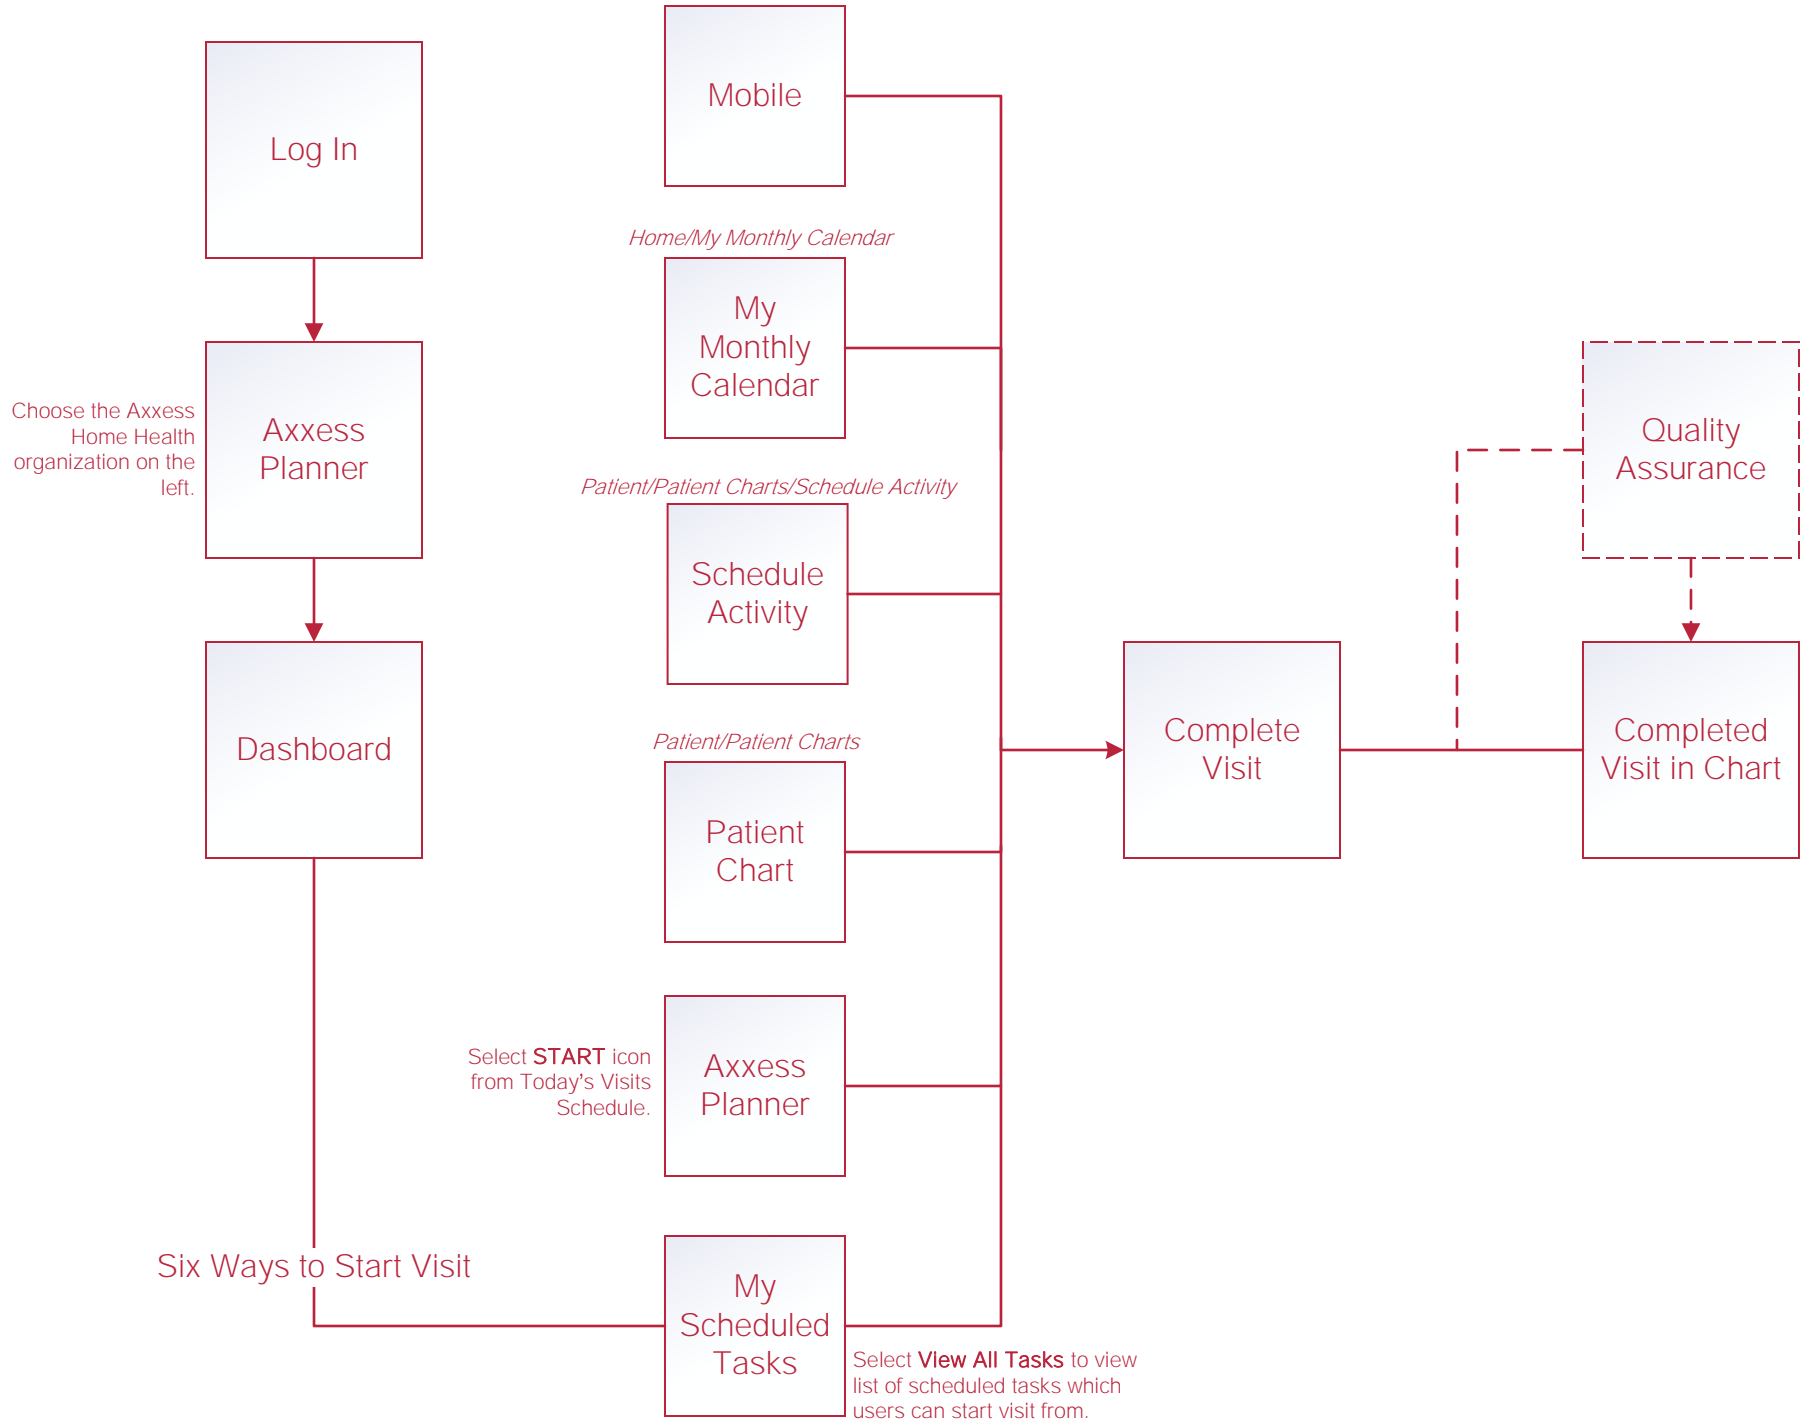 Log In
Choose the Axxess
Home Health
organization on the
left.
Axxess
Planner
Dashboard
Six Ways to Start Visit
Mobile
Home/My Monthly Calendar
My
Monthly
Calendar
Patient/Patient Charts/Schedule Activity
Schedule
Activity
Patient/Patient Charts
Patient
Chart
Select START icon
from Today's Visits
Schedule.
Axxess
Planner
My
Scheduled
Tasks
Select View All Tasks to view
list of scheduled tasks which
users can start visit from.
Complete
Visit
Quality
Assurance
Completed
Visit in Chart